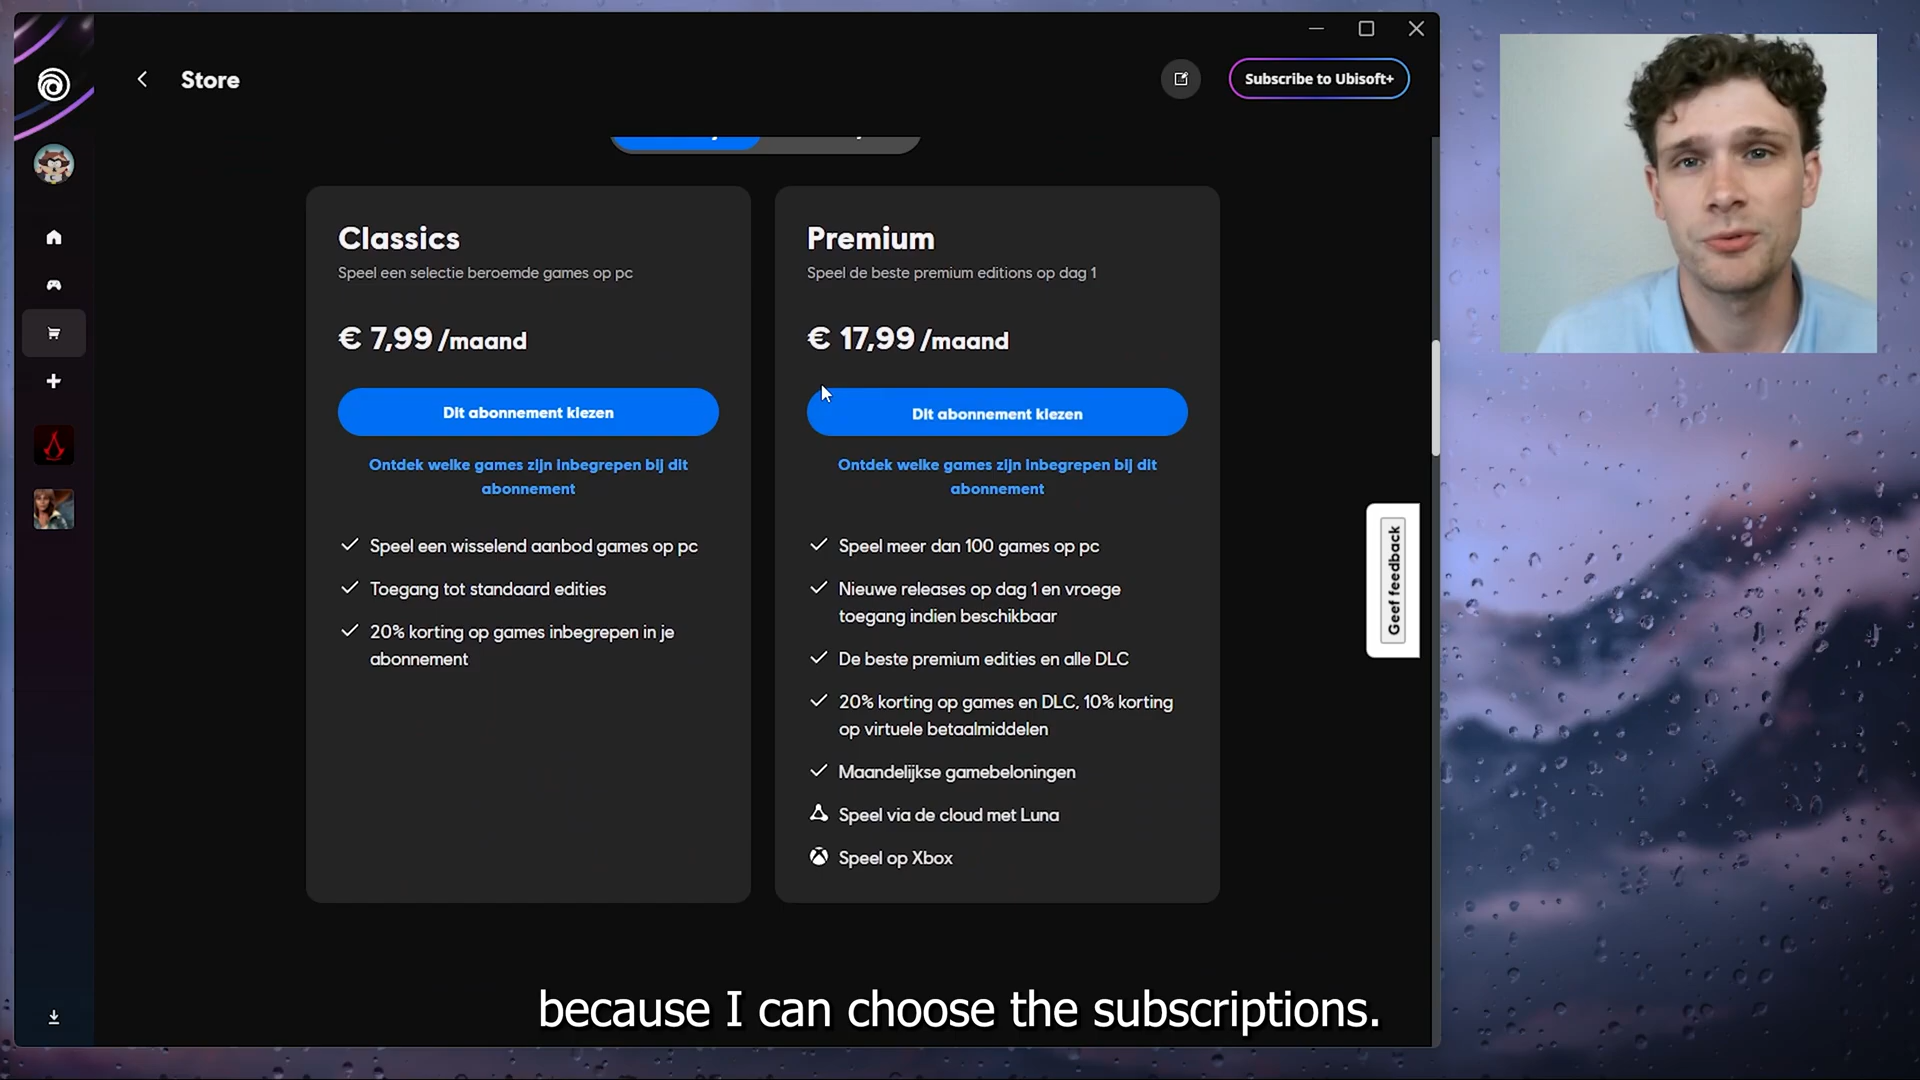 Store
Subscribe to Ubisoft+
Classics
Speel een selectie beroemde games op pc
€ 7,99 /maand
Dit abonnement kiezen
Ontdek welke games zijn inbegrepen bij dit
abonnement
Speel een wisselend aanbod games op pc
Toegang tot standaard edities
20% korting op games inbegrepen in je
abonnement
Premium
Speel de beste premium editions op dag 1
€ 17,99 /maand
Dit abonnement kiezen
Ontdek welke games zijn inbegrepen bij dit
abonnement
Speel meer dan 100 games op pc
Nieuwe releases op dag 1 en vroege
toegang indien beschikbaar
De beste premium edities en alle DLC
20% korting op games en DLC, 10% korting
op virtuele betaalmiddelen
Maandelijkse gamebeloningen
Speel via de cloud met Luna
Speel op Xbox
Geef feedback
because I can choose the subscriptions.